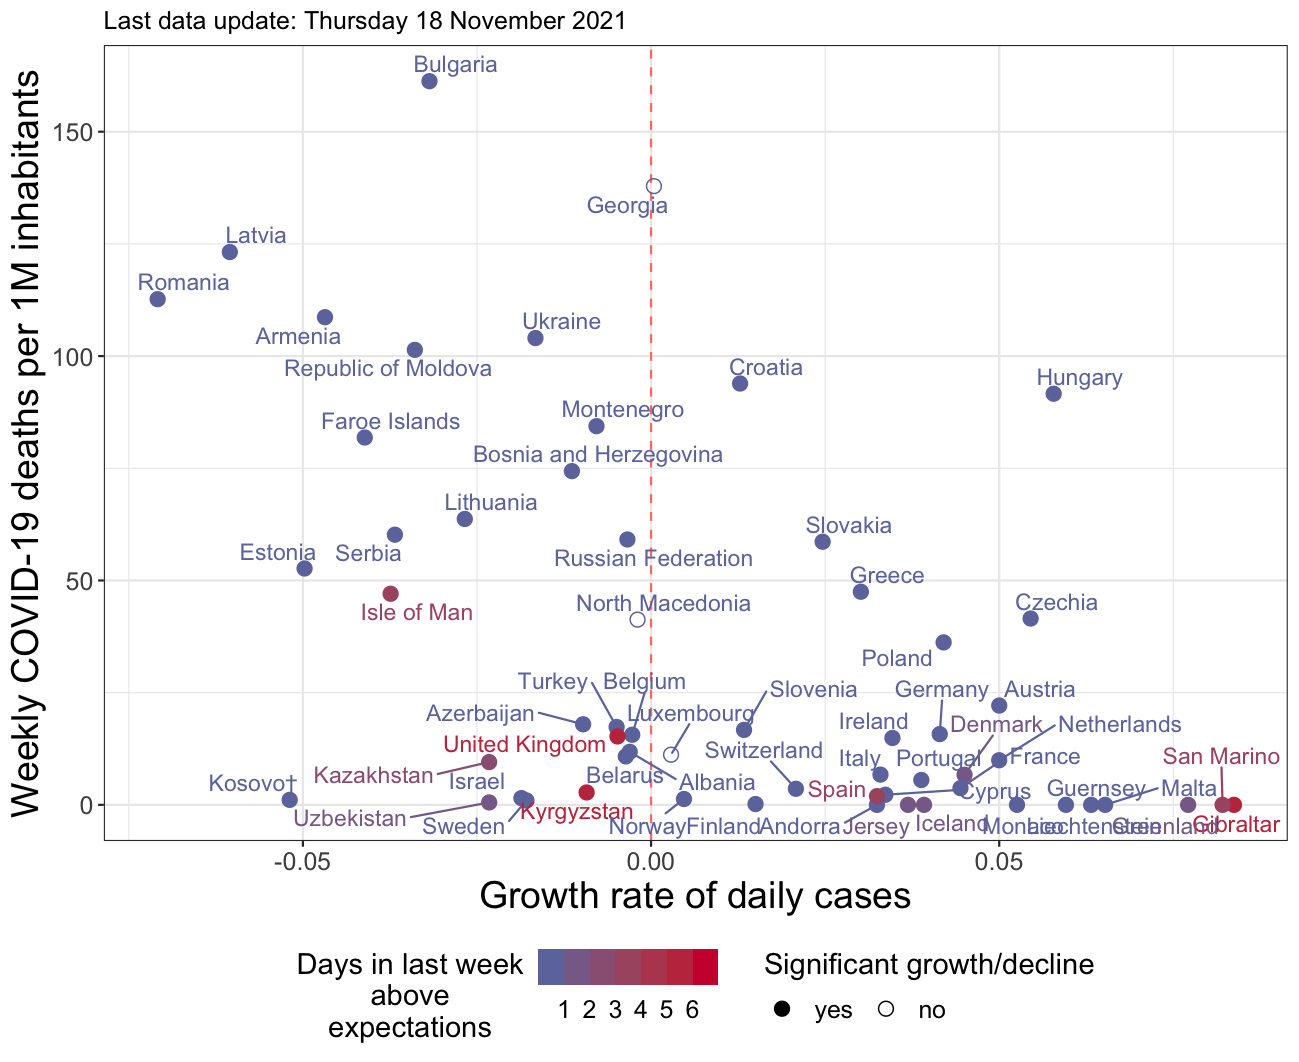 Last data update: Thursday 18 November 2021
Weekly COVID-19 deaths per 1M inhabitants
150
100
50
0
Bulgaria
Georgia
Latvia
Romania
Armenia
Ukraine
Republic of Moldova
Croatia
Hungary
Montenegro
Faroe Islands
Bosnia and Herzegovina
Lithuania
Slovakia
Estonia
Serbia
Russian Federation
Greece
North Macedonia
Czechia
Isle of Man
Poland
Turkey
Belgium
Slovenia
Germany
Austria
Azerbaijan
Luxembourg
Ireland
Denmark
Netherlands
United Kingdom
Switzerland
Italy
Portugal
France
San Marino
Kazakhstan
Belarus
Kosovo†
Israel
Albania
Spain
Cyprus
Guernsey
Malta
Uzbekistan
Kyrgyzstan
Sweden
Norway
Finland
Andorra
Jersey
Iceland
Monaco
Liechtenstein
Greenland
Gibraltar
-0.05
0.00
0.05
Growth rate of daily cases
Days in last week
above
expectations
1 2 3 4 5 6
Significant growth/decline
yes
no